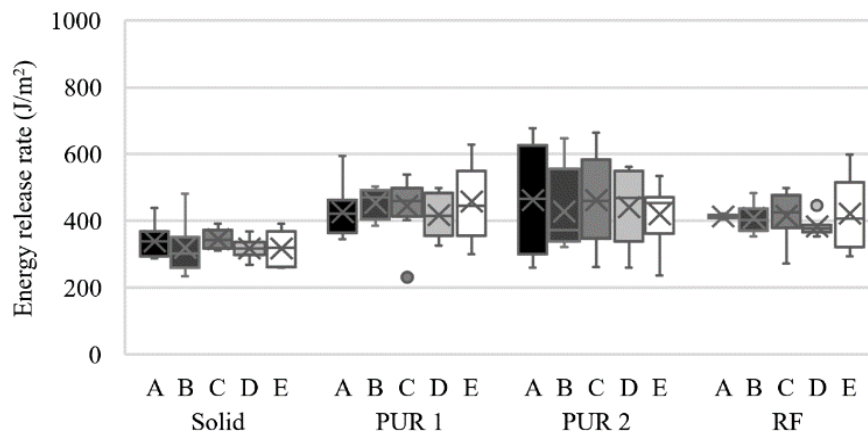 Energy release rate (J/m²)
1000
800
600
400
200
0
A B C D E A B C D E A B C D E A B C D E
Solid PUR 1 PUR 2 RF